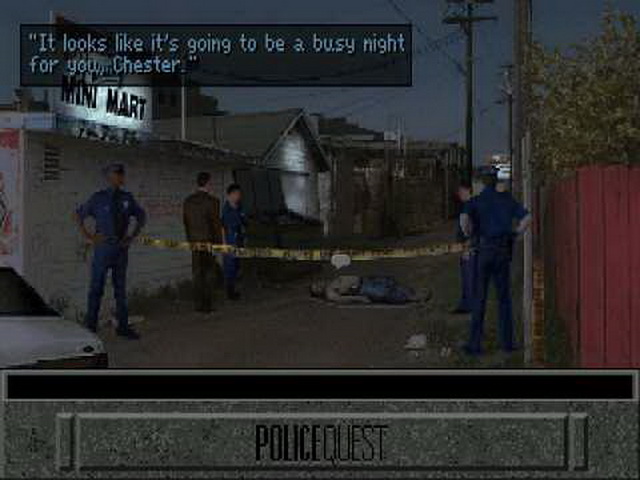 "It looks like it's going to be a busy night
for you, Chester."
MINI MART
POLICEQUEST